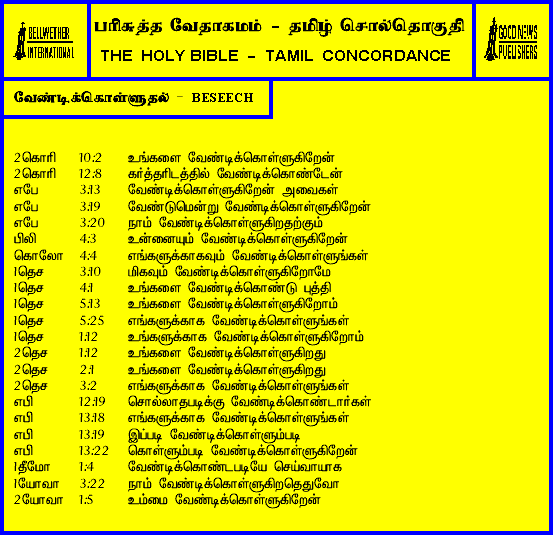 BELLWETHER
INTERNATIONAL
பரிசுத்த வேதாகமம் - தமிழ் சொல்தொகுதி
THE HOLY BIBLE - TAMIL CONCORDANCE
GOOD NEWS
PUBLISHERS
வேண்டிக்கொள்ளுதல் - BESEECH
2கொரி 10:2 உங்களை வேண்டிக்கொள்ளுகிறேன்
2கொரி 12:8 கர்த்தரிடத்தில் வேண்டிக்கொண்டேன்
எபே 3:13 வேண்டிக்கொள்ளுகிறேன் அவைகள்
எபே 3:19 வேண்டுமென்று வேண்டிக்கொள்ளுகிறேன்
எபே 3:20 நாம் வேண்டிக்கொள்ளுகிறதற்கும்
பிலி 4:3 உன்னையும் வேண்டிக்கொள்ளுகிறேன்
கொலோ 4:4 எங்களுக்காகவும் வேண்டிக்கொள்ளுங்கள்
1தெச 3:10 மிகவும் வேண்டிக்கொள்ளுகிறோமே
1தெச 4:1 உங்களை வேண்டிக்கொண்டு புத்தி
1தெச 5:13 உங்களை வேண்டிக்கொள்ளுகிறோம்
1தெச 5:25 எங்களுக்காக வேண்டிக்கொள்ளுங்கள்
1தெச 1:12 உங்களுக்காக வேண்டிக்கொள்ளுகிறோம்
2தெச 1:12 உங்களை வேண்டிக்கொள்ளுகிறது
2தெச 2:1 உங்களை வேண்டிக்கொள்ளுகிறது
2தெச 3:2 எங்களுக்காக வேண்டிக்கொள்ளுங்கள்
எபி 12:19 சொல்லாதபடிக்கு வேண்டிக்கொண்டார்கள்
எபி 13:18 எங்களுக்காக வேண்டிக்கொள்ளுங்கள்
எபி 13:19 இப்படி வேண்டிக்கொள்ளும்படி
எபி 13:22 கொள்ளும்படி வேண்டிக்கொள்ளுகிறேன்
1தீமோ 1:4 வேண்டிக்கொண்டபடியே செய்வாயாக
1யோவா 3:22 நாம் வேண்டிக்கொள்ளுகிறதெதுவோ
2யோவா 1:5 உம்மை வேண்டிக்கொள்ளுகிறேன்